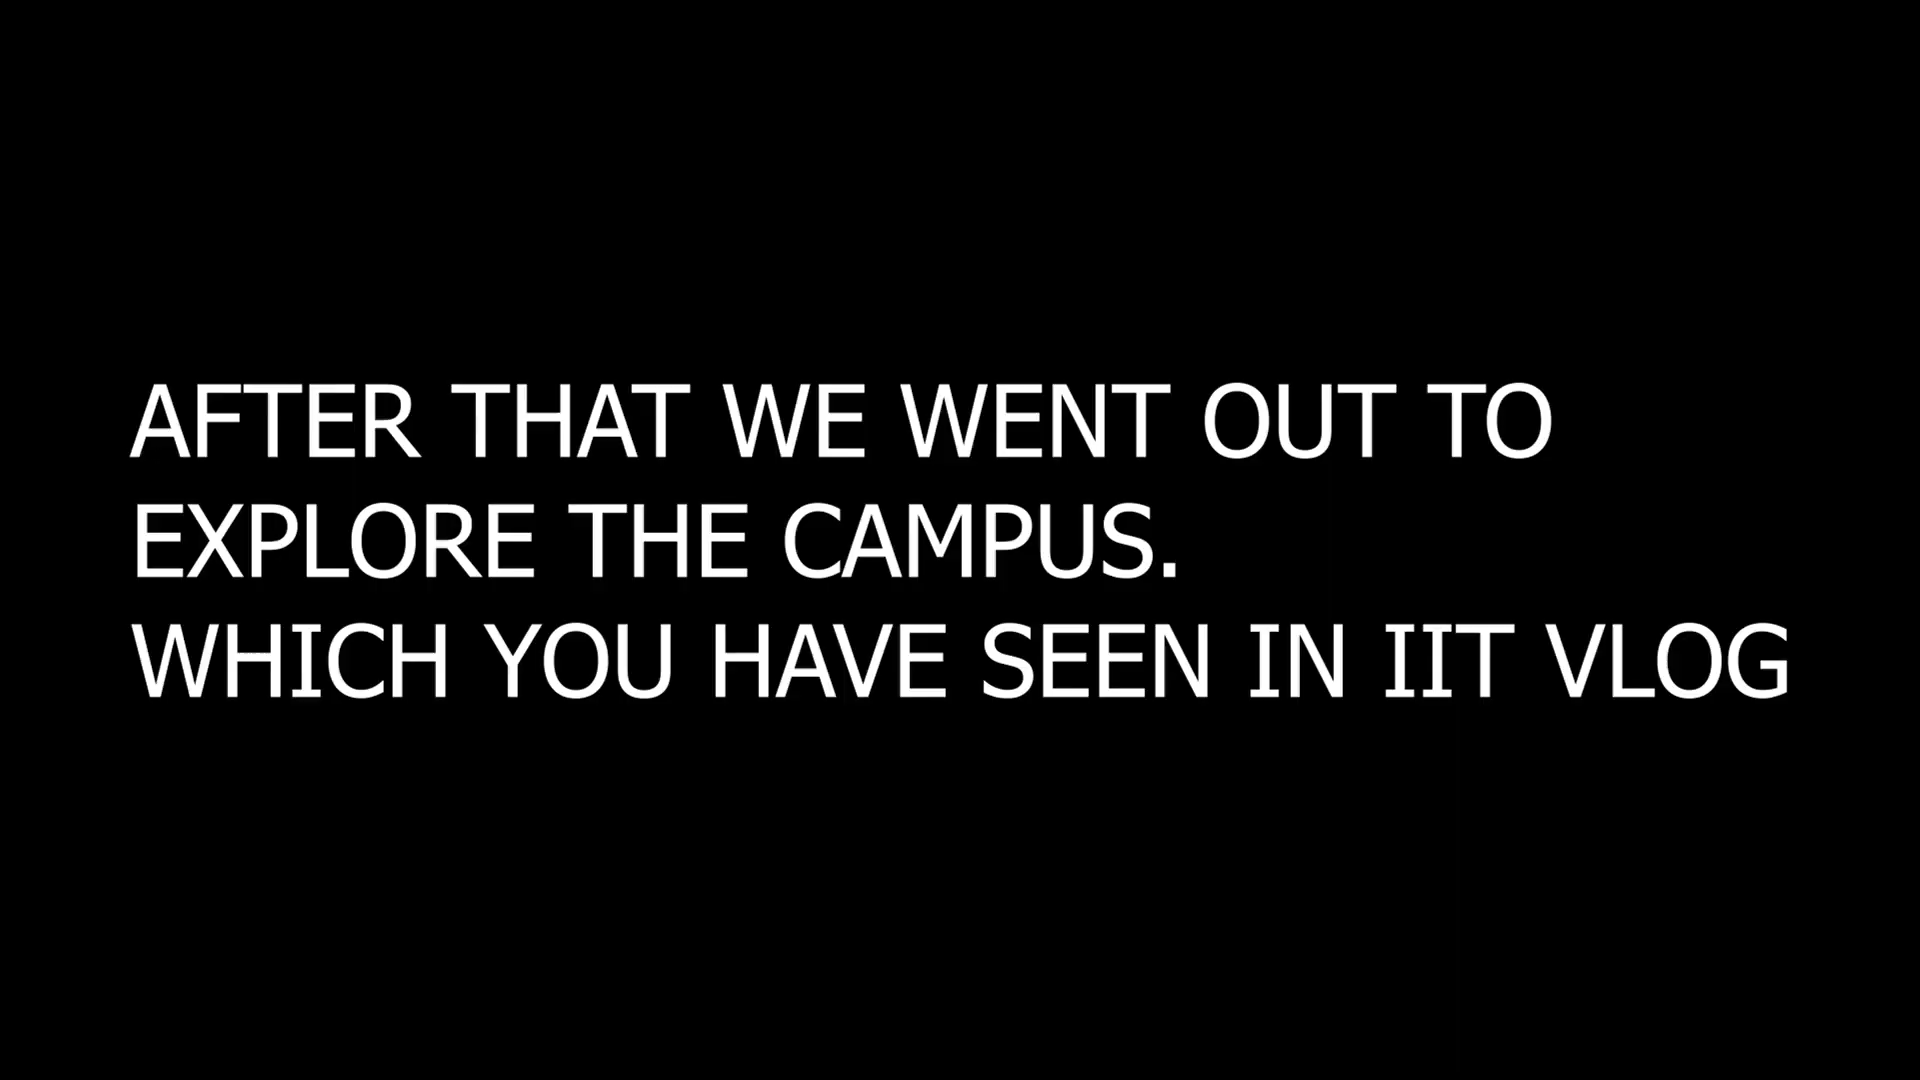 AFTER THAT WE WENT OUT TO
EXPLORE THE CAMPUS.
WHICH YOU HAVE SEEN IN IIT VLOG